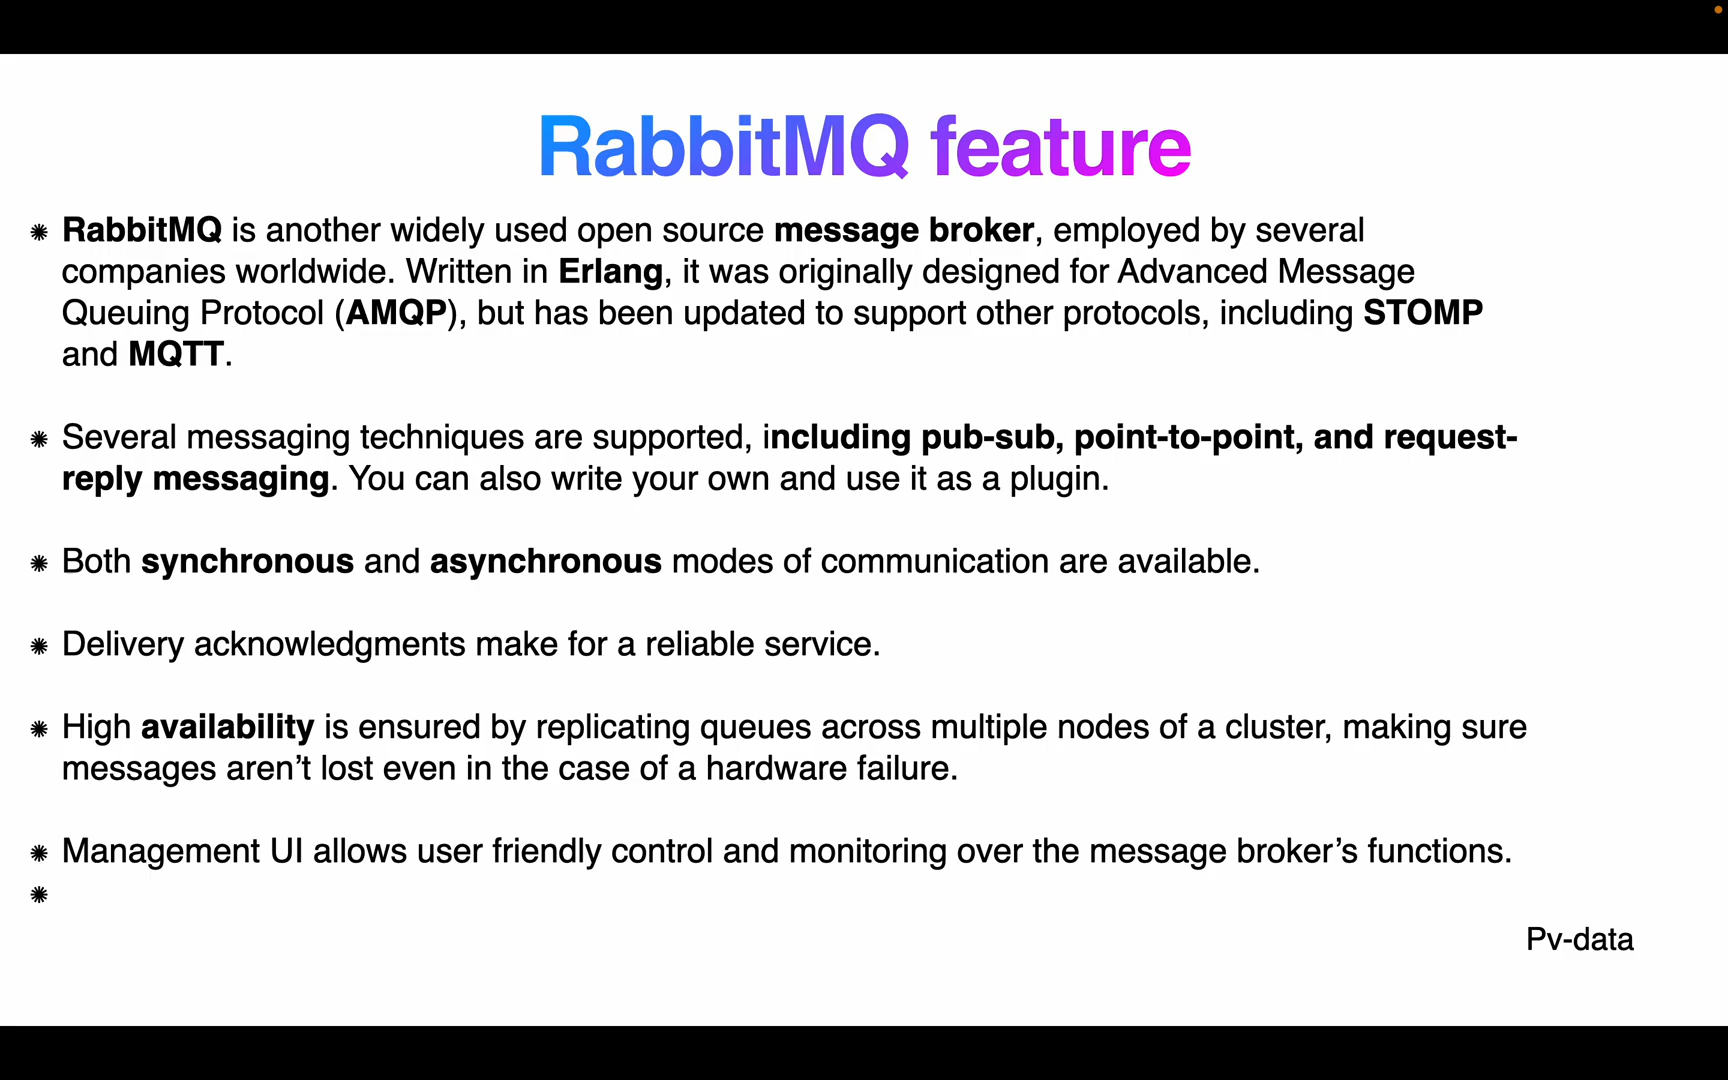 RabbitMQ feature
RabbitMQ is another widely used open source message broker, employed by several
companies worldwide. Written in Erlang, it was originally designed for Advanced Message
Queuing Protocol (AMQP), but has been updated to support other protocols, including STOMP
and MQTT.
Several messaging techniques are supported, including pub-sub, point-to-point, and request-
reply messaging. You can also write your own and use it as a plugin.
Both synchronous and asynchronous modes of communication are available.
Delivery acknowledgments make for a reliable service.
High availability is ensured by replicating queues across multiple nodes of a cluster, making sure
messages aren’t lost even in the case of a hardware failure.
Management UI allows user friendly control and monitoring over the message broker’s functions.
Pv-data